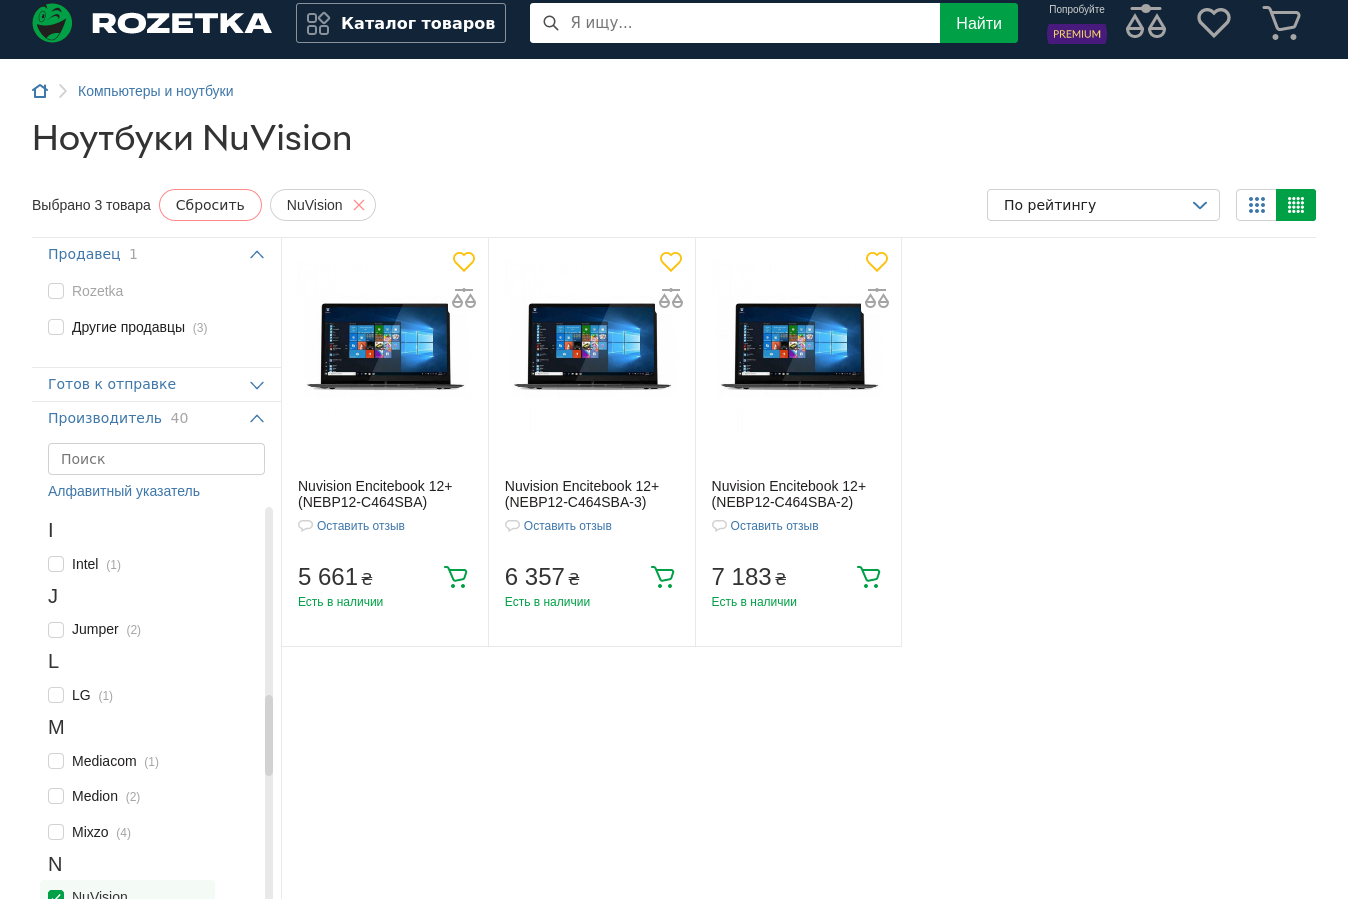 ROZETKA
Каталог товаров
Я ищу...
Найти
Попробуйте
PREMIUM
Компьютеры и ноутбуки
Ноутбуки NuVision
Выбрано 3 товара
Сбросить
NuVision
По рейтингу
Продавец 1
Rozetka
Другие продавцы (3)
Готов к отправке
Производитель 40
Поиск
Алфавитный указатель
I
Intel (1)
J
Jumper (2)
L
LG (1)
M
Mediacom (1)
Medion (2)
Mixzo (4)
N
NuVision
Nuvision Encitebook 12+
(NEBP12-C464SBA)
Оставить отзыв
5 661 ₴
Есть в наличии
Nuvision Encitebook 12+
(NEBP12-C464SBA-3)
Оставить отзыв
6 357 ₴
Есть в наличии
Nuvision Encitebook 12+
(NEBP12-C464SBA-2)
Оставить отзыв
7 183 ₴
Есть в наличии